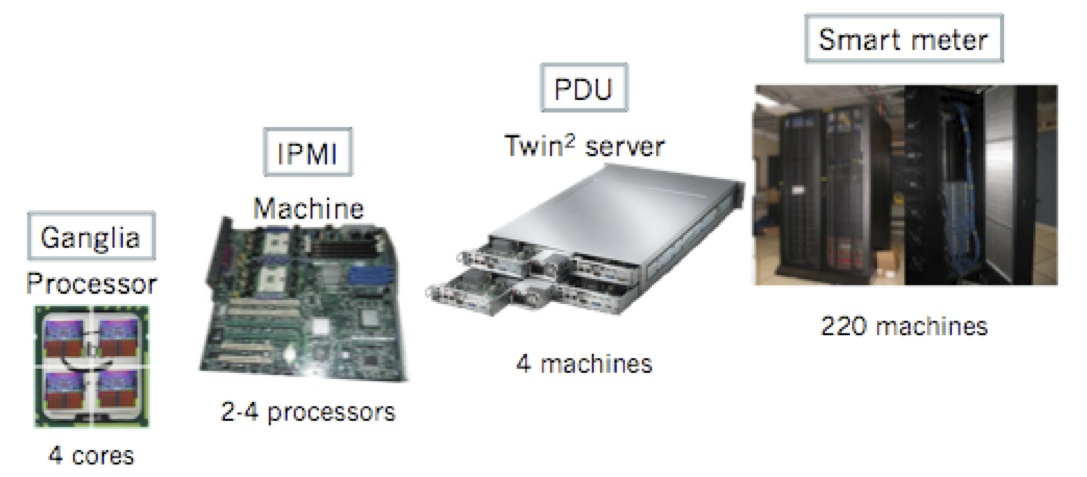 Ganglia
Processor
4 cores
IPMI
Machine
2-4 processors
PDU
Twin² server
4 machines
Smart meter
220 machines